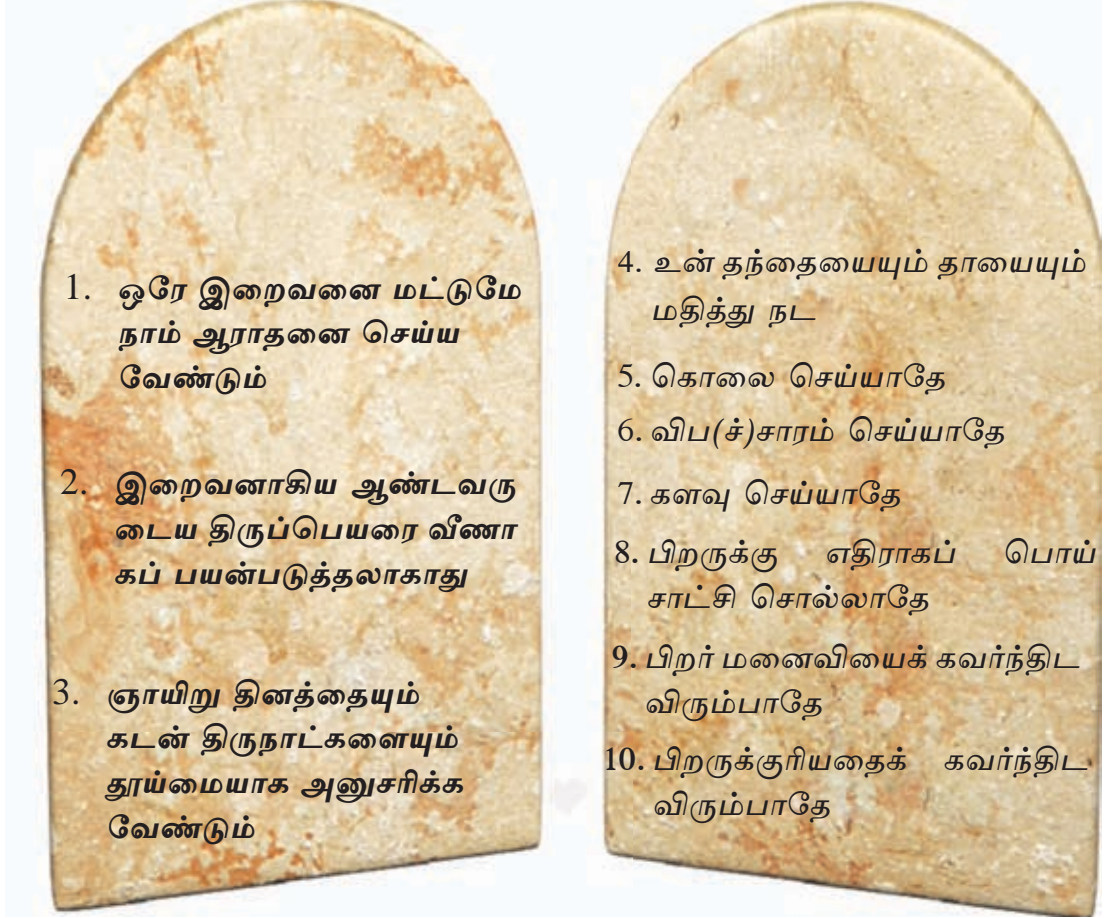 1. ஒரே இறைவனை மட்டுமே
நாம் ஆராதனை செய்ய
வேண்டும்
2. இறைவனாகிய ஆண்டவரு
டைய திருப்பெயரை வீணா
கப் பயன்படுத்தலாகாது
3. ஞாயிறு தினத்தையும்
கடன் திருநாட்களையும்
தூய்மையாக அனுசரிக்க
வேண்டும்
4. உன் தந்தையையும் தாயையும்
மதித்து நட
5. கொலை செய்யாதே
6. விப(ச்)சாரம் செய்யாதே
7. களவு செய்யாதே
8. பிறருக்கு எதிராகப் பொய்
சாட்சி சொல்லாதே
9. பிறர் மனைவியைக் கவர்ந்திட
விரும்பாதே
10. பிறருக்குரியதைக் கவர்ந்திட
விரும்பாதே